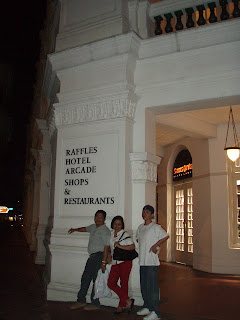 RAFFLES
HOTEL
ARCADE
SHOPS
&
RESTAURANTS